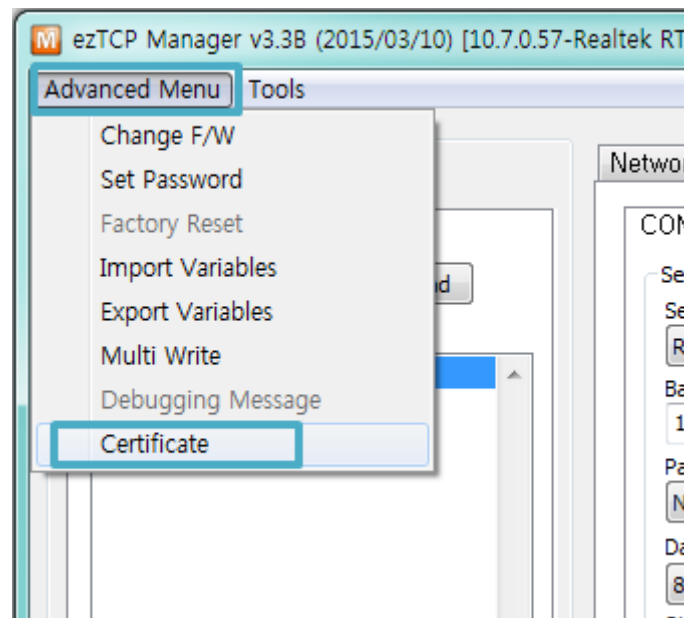 ezTCP Manager v3.3B (2015/03/10) [10.7.0.57-Realtek RT
Advanced Menu Tools
Change F/W
Set Password
Factory Reset
Import Variables
Export Variables
Multi Write
Debugging Message
Certificate